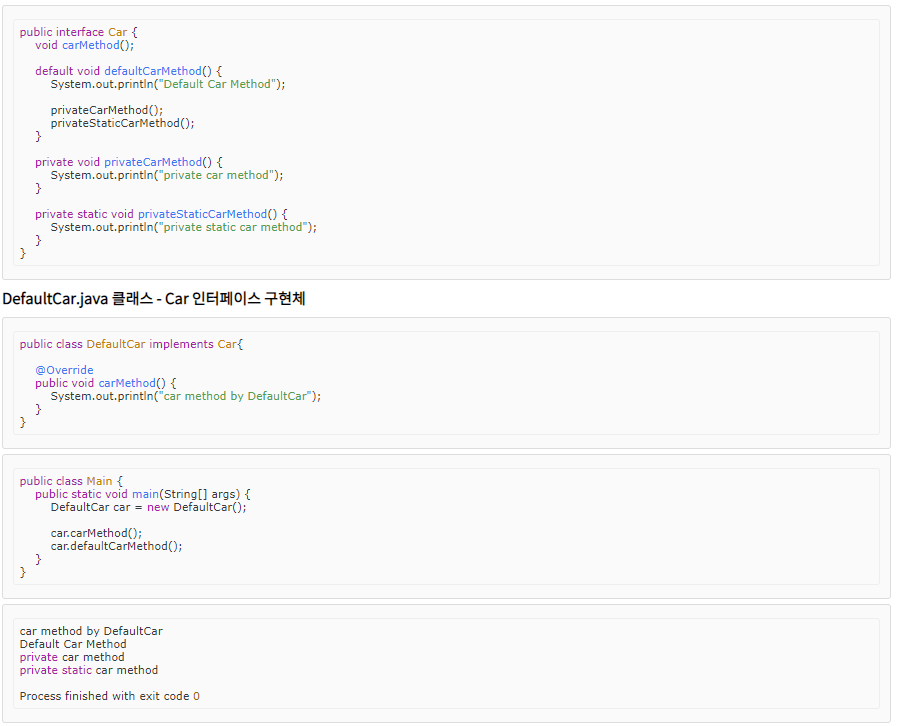 public interface Car {
void carMethod();
default void defaultCarMethod() {
System.out.println("Default Car Method");
privateCarMethod();
privateStaticCarMethod();
}
private void privateCarMethod() {
System.out.println("private car method");
}
private static void privateStaticCarMethod() {
System.out.println("private static car method");
}
}
DefaultCar.java 클래스 - Car 인터페이스 구현체
public class DefaultCar implements Car{
@Override
public void carMethod() {
System.out.println("car method by DefaultCar");
}
}
public class Main {
public static void main(String[] args) {
DefaultCar car = new DefaultCar();
car.carMethod();
car.defaultCarMethod();
}
}
car method by DefaultCar
Default Car Method
private car method
private static car method
Process finished with exit code 0